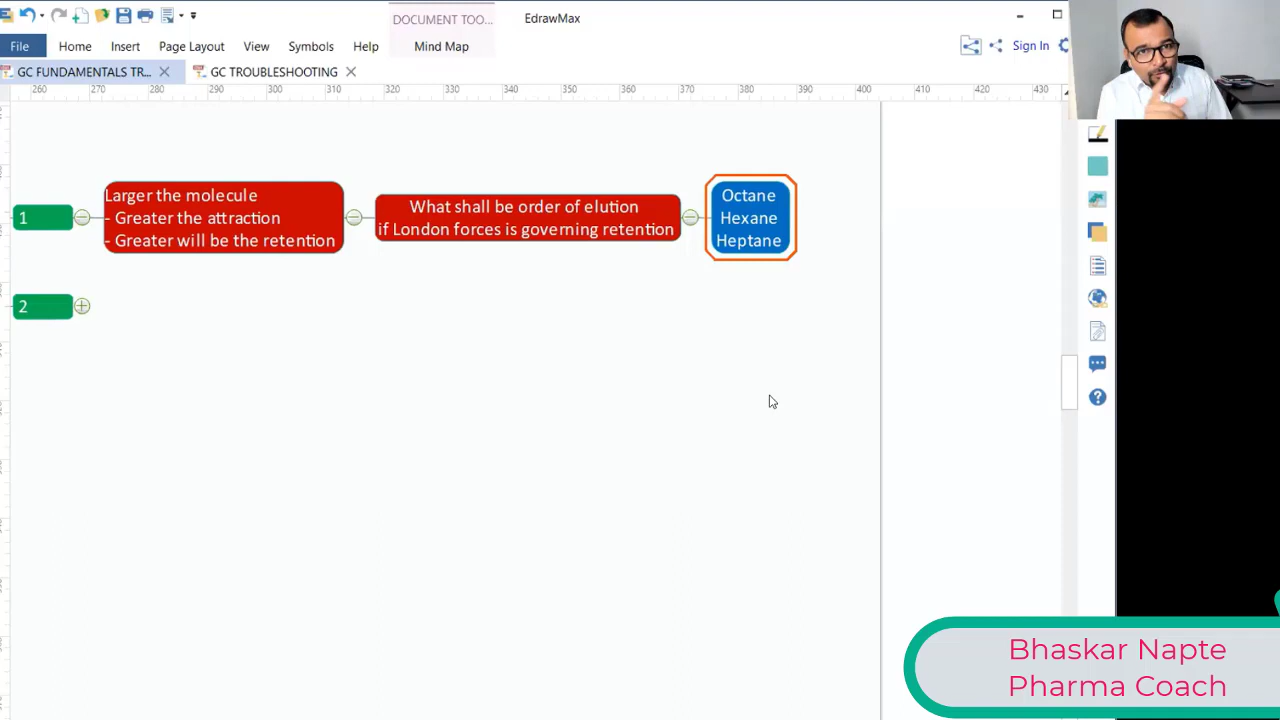 DOCUMENT TOO...
EdrawMax
File Home Insert Page Layout View Symbols Help Mind Map Sign In
GC FUNDAMENTALS TR... GC TROUBLESHOOTING
260 270 280 290 300 310 320 330 340 350 360 370 380 390 400 420 430
1
Larger the molecule
- Greater the attraction
- Greater will be the retention
What shall be order of elution
if London forces is governing retention
Octane
Hexane
Heptane
2
Bhaskar Napte
Pharma Coach